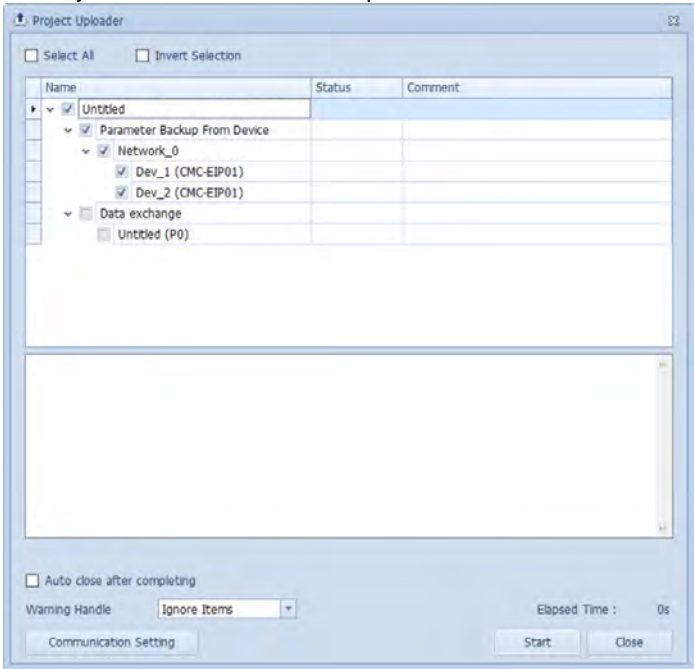 Project Uploader
Select All Invert Selection
Name Status Comment
Untitled
Parameter Backup From Device
Network_0
Dev_1 (CMC-EIP01)
Dev_2 (CMC-EIP01)
Data exchange
Untitled (P0)
Auto close after completing
Warning Handle Ignore Items Elapsed Time : 0s
Communication Setting Start Close